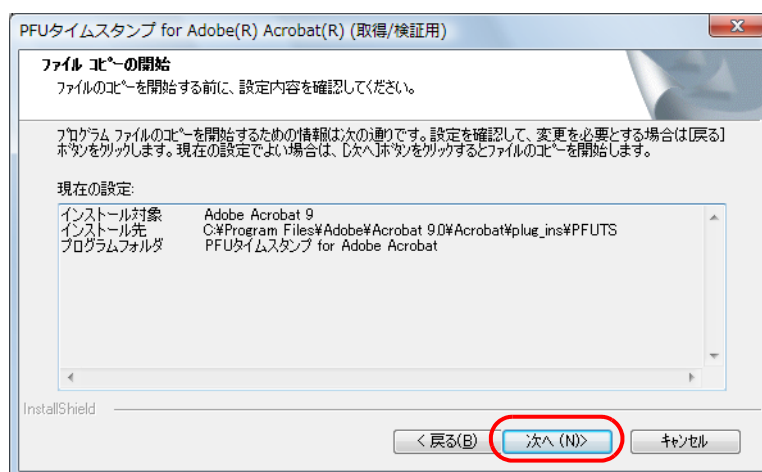 PFUタイムスタンプ for Adobe(R) Acrobat(R) (取得/検証用)
ファイル コピーの開始
ファイルのコピーを開始する前に、設定内容を確認してください。
プログラム ファイルのコピーを開始するための情報は次の通りです。設定を確認して、変更を必要とする場合は[戻る]
ボタンをクリックします。現在の設定でよい場合は、[次へ]ボタンをクリックするとファイルのコピーを開始します。
現在の設定:
インストール対象 Adobe Acrobat 9
インストール先 C:¥Program Files¥Adobe¥Acrobat 9.0¥Acrobat¥plug_ins¥PFUTS
プログラムフォルダ PFUタイムスタンプ for Adobe Acrobat
InstallShield
< 戻る(B) 次へ (N)> キャンセル